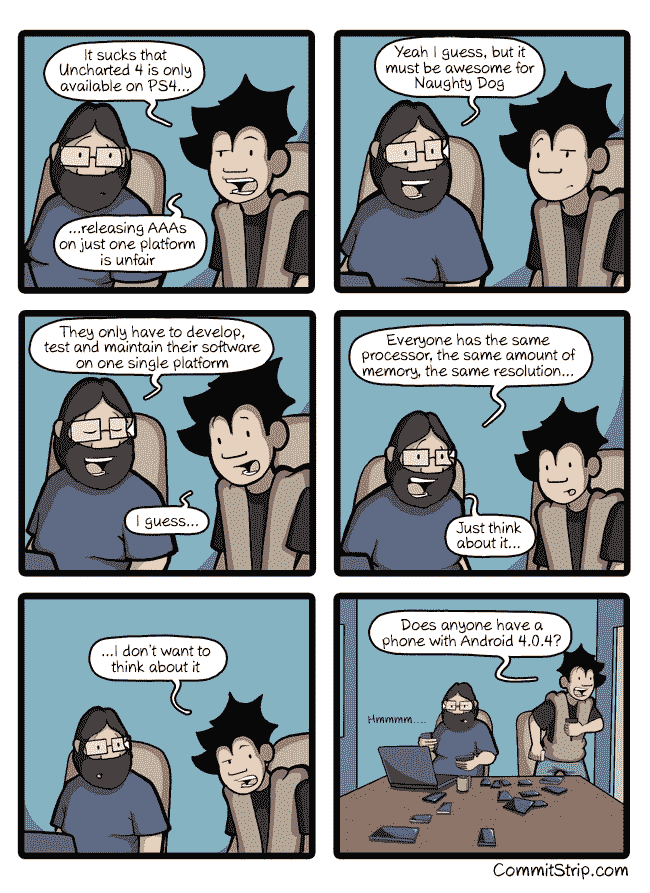 It sucks that
Uncharted 4 is only
available on PS4...
...releasing AAAs
on just one platform
is unfair
Yeah I guess, but it
must be awesome for
Naughty Dog
They only have to develop,
test and maintain their software
on one single platform
I guess...
Everyone has the same
processor, the same amount of
memory, the same resolution...
Just think
about it...
...I don't want to
think about it
Does anyone have a
phone with Android 4.0.4?
Hmmmm....
CommitStrip.com